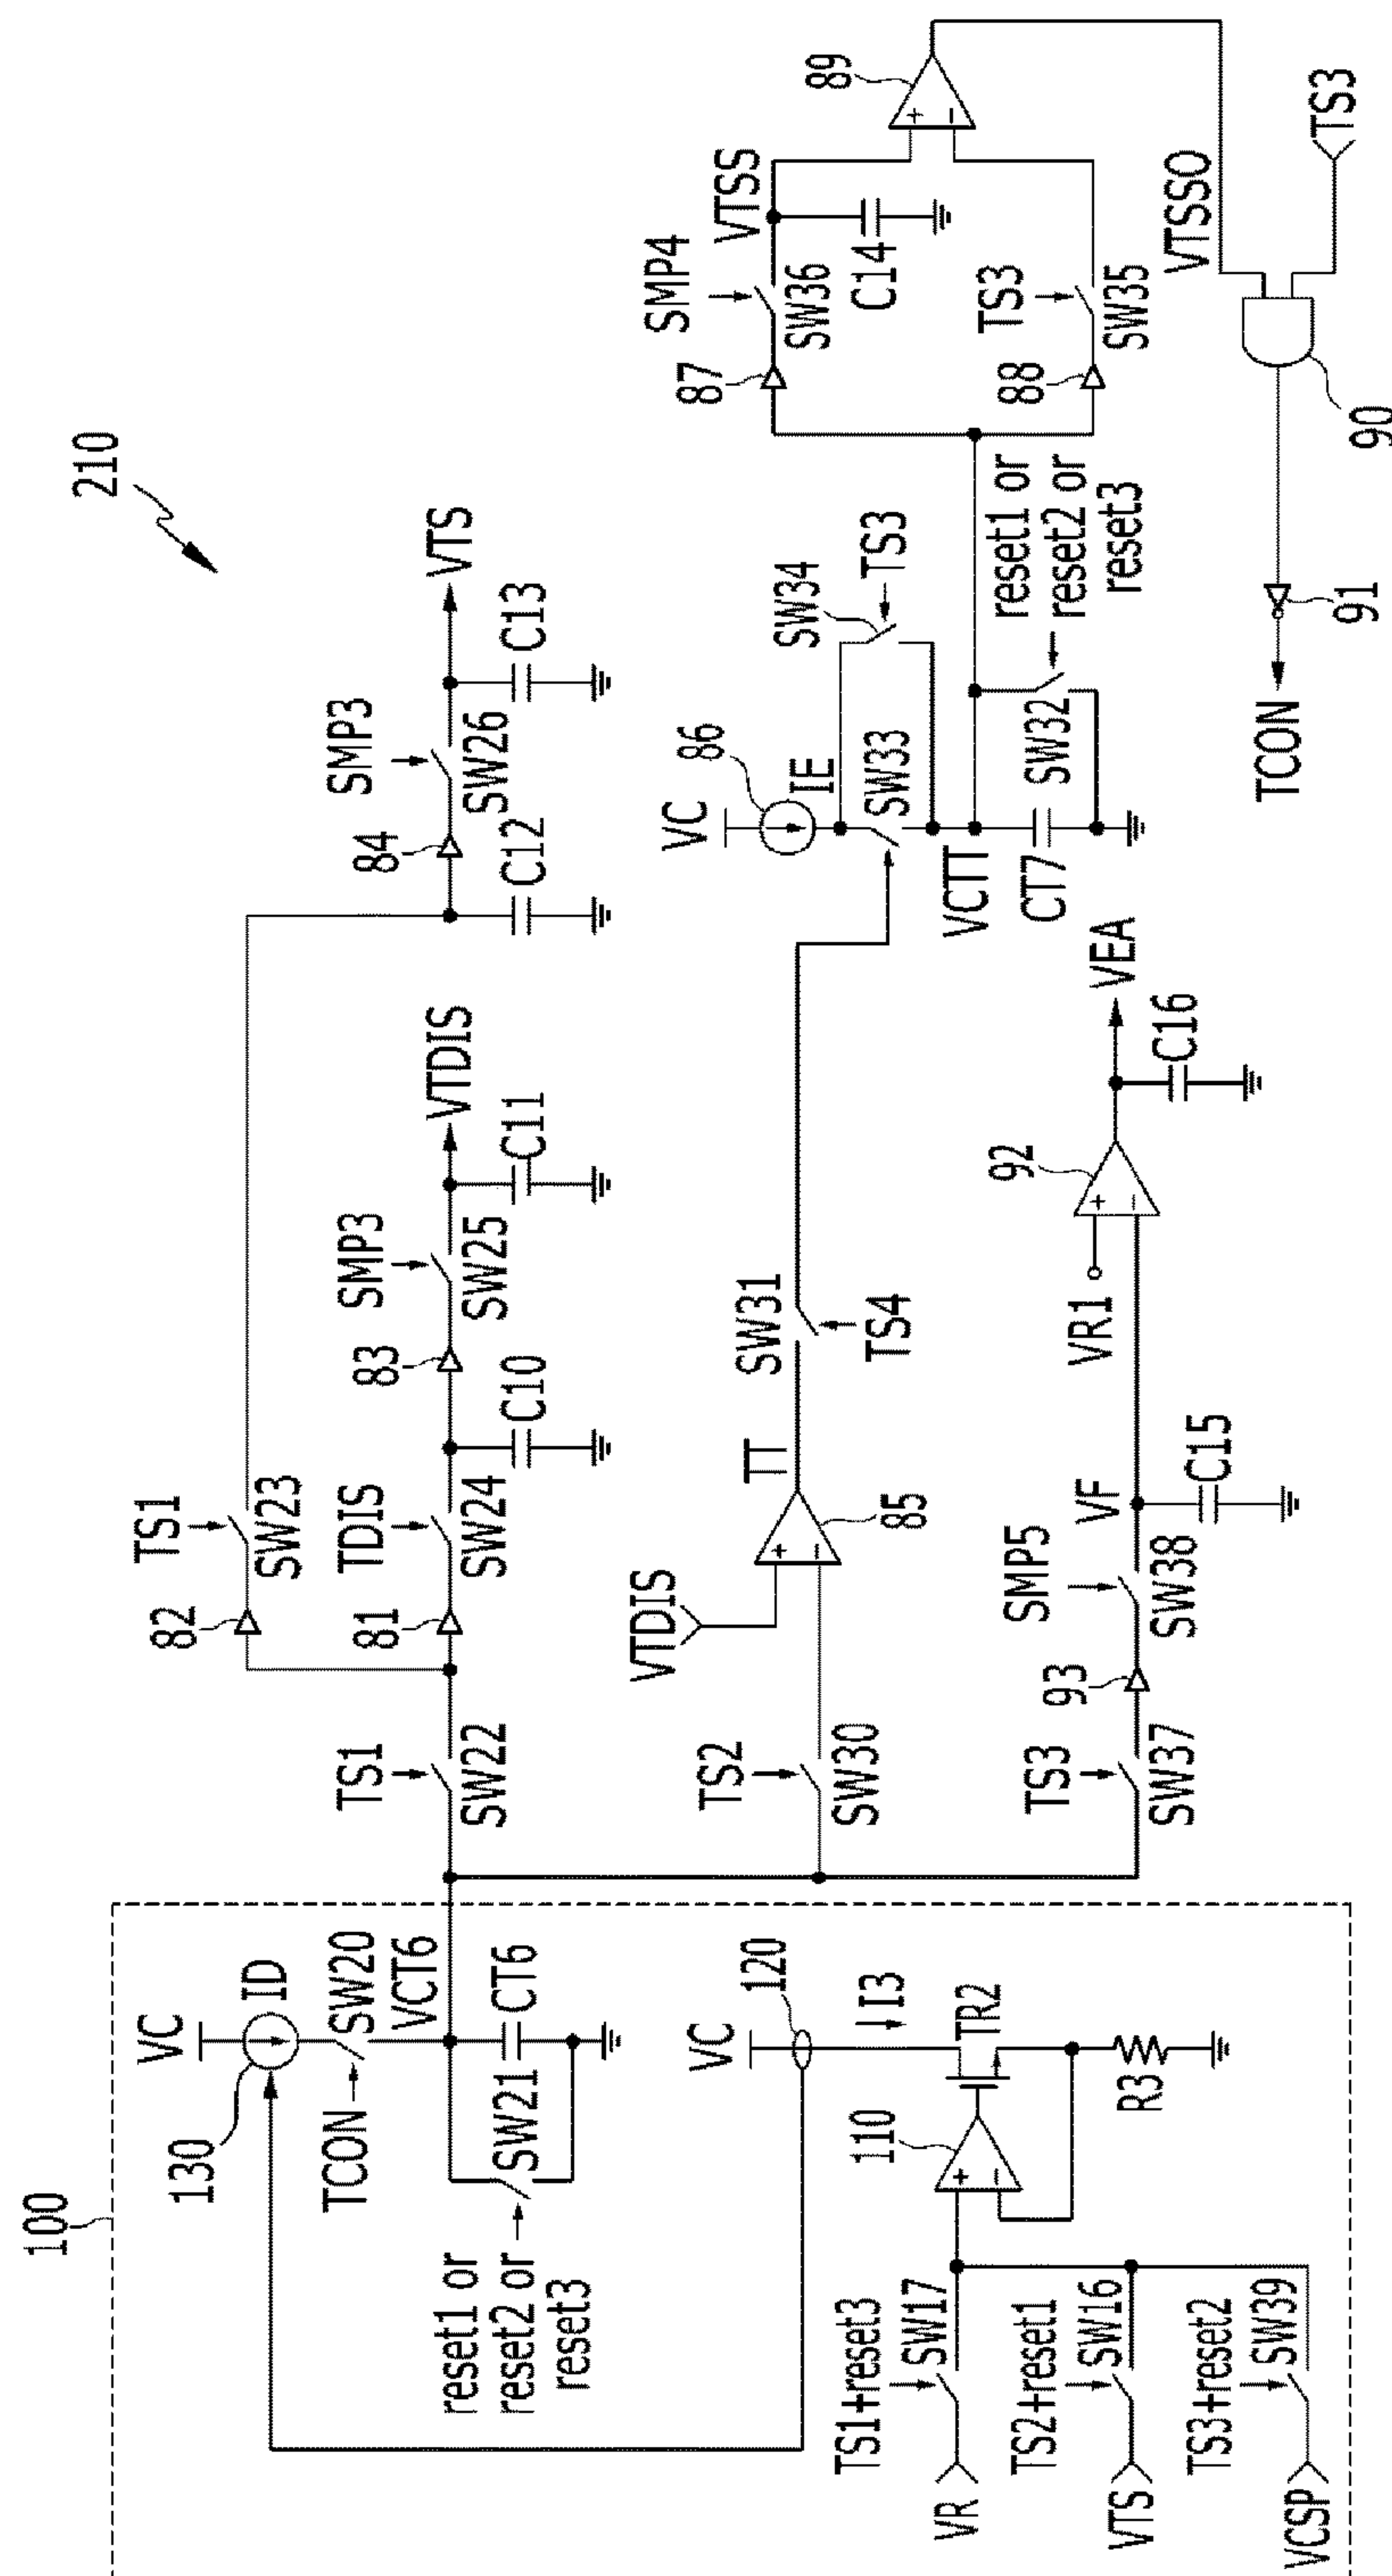 210
100
VC
130
ID
TCON
SW20
VCT6
CT6
SW21
reset1 or
reset2 or
reset3
VC
120
I3
TR2
110
+
−
R3
TS1+reset3
SW17
VR
TS2+reset1
SW16
VTS
TS3+reset2
SW39
VCSP
TS1
SW22
82
TS1
SW23
81
TDIS
SW24
C10
83
SMP3
SW25
C11
VTDIS
C12
84
SMP3
SW26
C13
VTS
TS2
SW30
VTDIS
+
−
85
TT
SW31
TS4
VC
86
IE
SW33
SW34
TS3
VCTT
CT7
SW32
reset1 or
reset2 or
reset3
87
SMP4
SW36
VTSS
C14
88
TS3
SW35
+
−
89
VTSSO
TS3
90
91
TCON
TS3
SW37
93
SMP5
SW38
VF
C15
VR1
+
−
92
C16
VEA